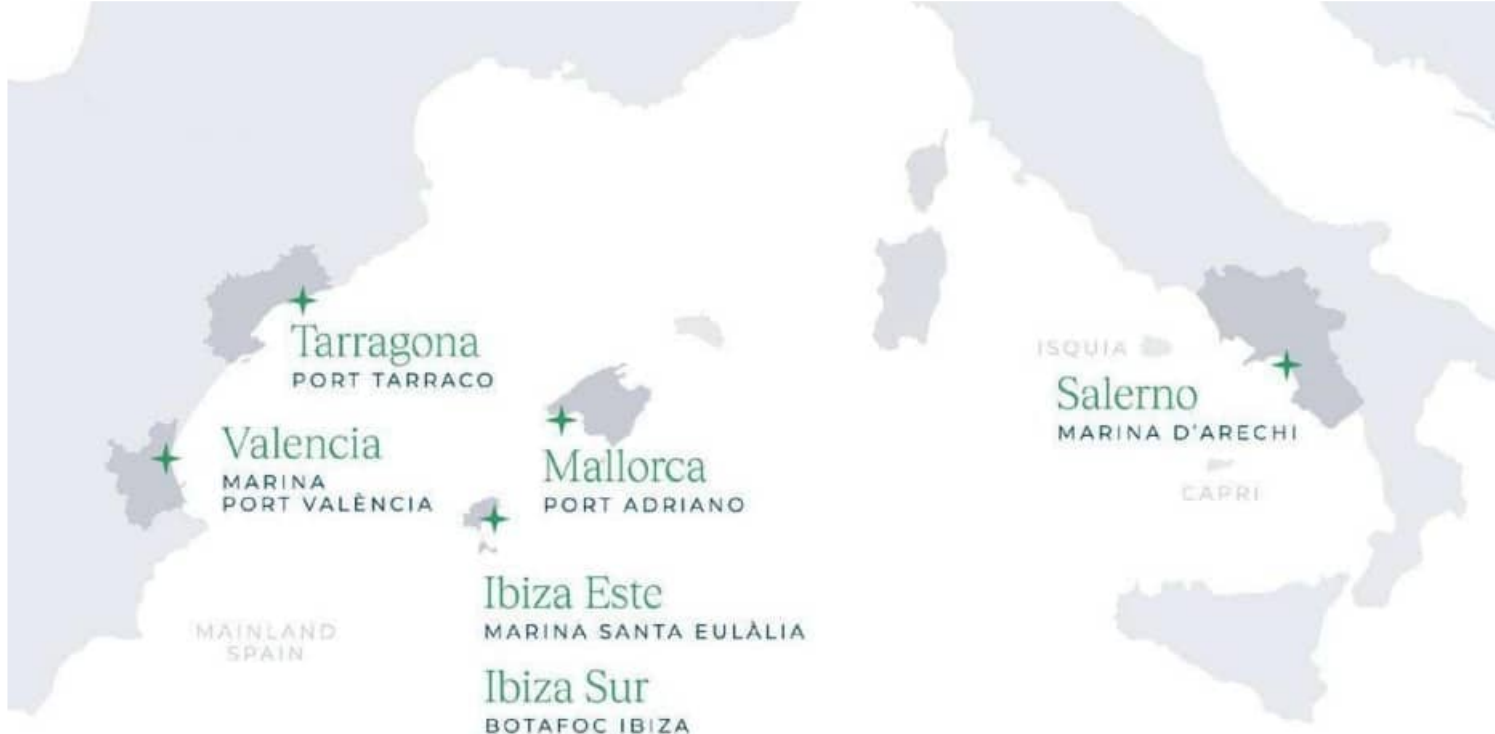 Tarragona
PORT TARRACO
Valencia
MARINA
PORT VALÈNCIA
Mallorca
PORT ADRIANO
Ibiza Este
MARINA SANTA EULÀLIA
Ibiza Sur
BOTAFOC IBIZA
MAINLAND
SPAIN
ISQUIA
Salerno
MARINA D'ARECHI
CAPRI